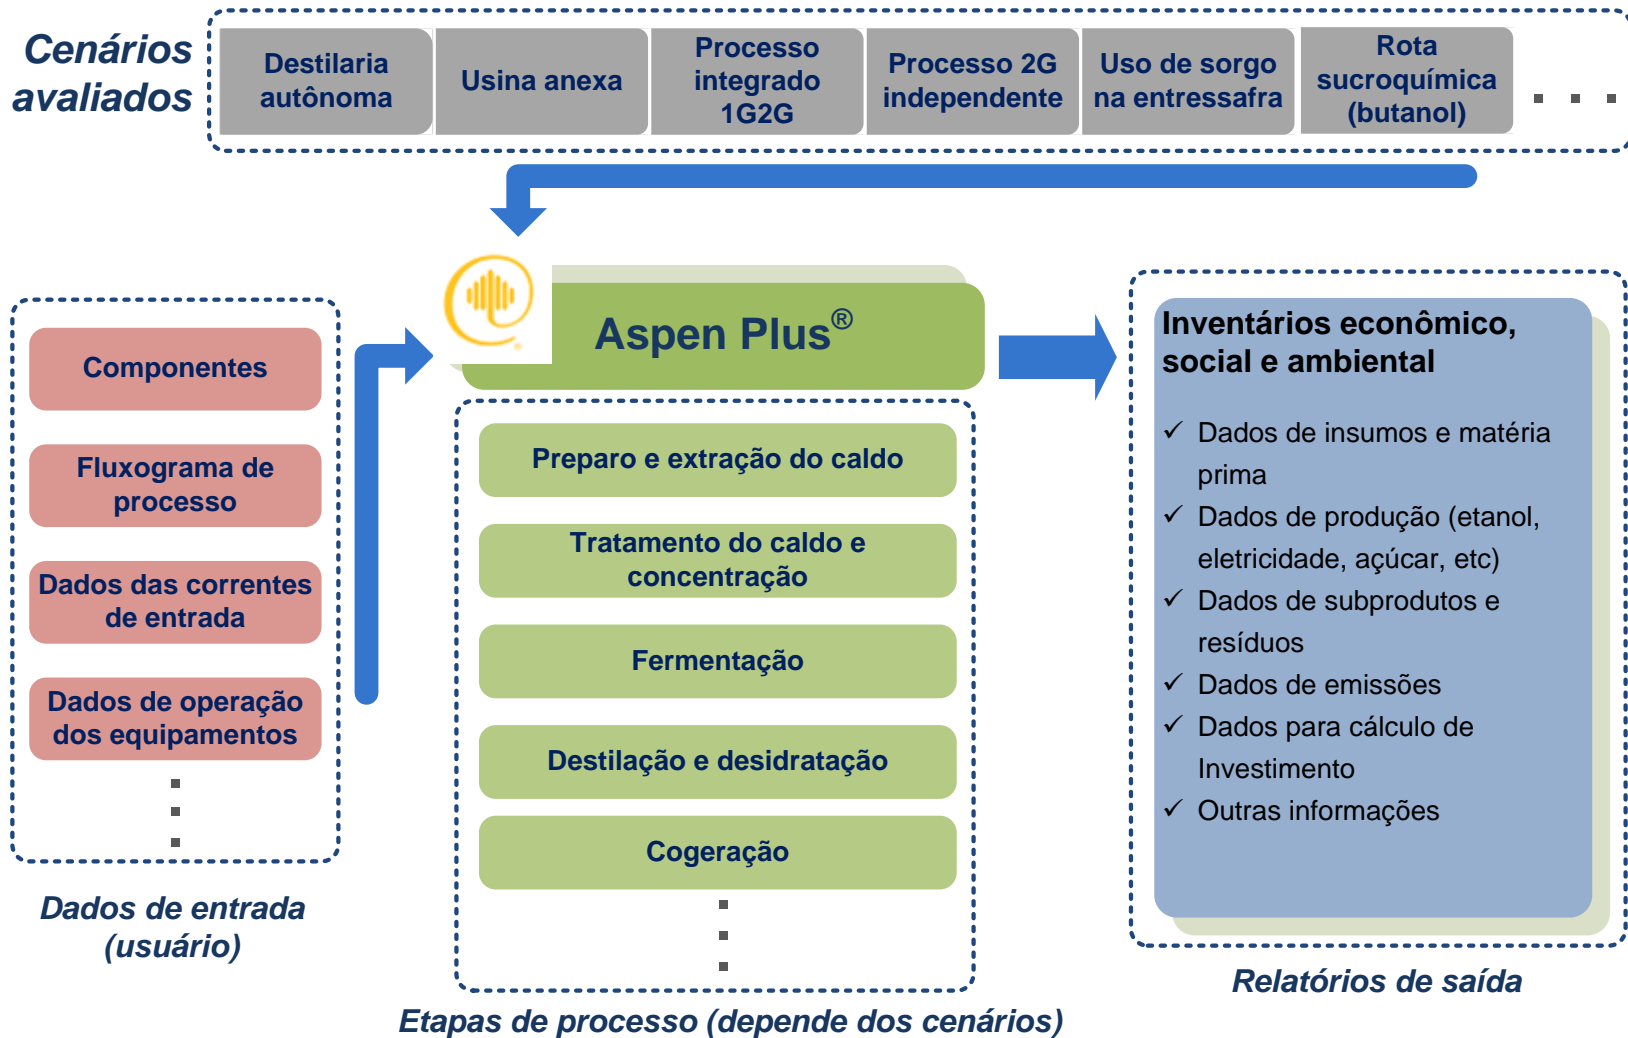 Cenários
avaliados
Destilaria
autônoma
Usina anexa
Processo
integrado
1G2G
Processo 2G
independente
Uso de sorgo
na entressafra
Rota
sucroquímica
(butanol)
. . .
Componentes
Fluxograma de
processo
Dados das correntes
de entrada
Dados de operação
dos equipamentos
Dados de entrada
(usuário)
Aspen Plus®
Preparo e extração do caldo
Tratamento do caldo e
concentração
Fermentação
Destilação e desidratação
Cogeração
Etapas de processo (depende dos cenários)
Inventários econômico,
social e ambiental
✓ Dados de insumos e matéria
prima
✓ Dados de produção (etanol,
eletricidade, açúcar, etc)
✓ Dados de subprodutos e
resíduos
✓ Dados de emissões
✓ Dados para cálculo de
Investimento
✓ Outras informações
Relatórios de saída